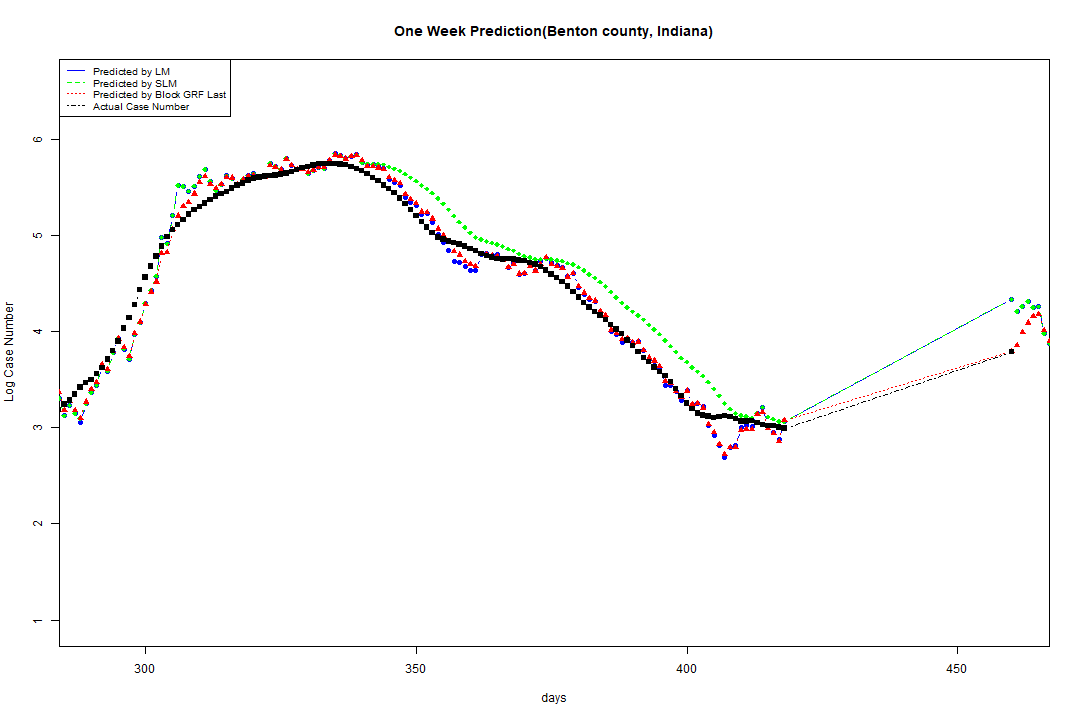 One Week Prediction(Benton county, Indiana)
Predicted by LM
Predicted by SLM
Predicted by Block GRF Last
Actual Case Number
Log Case Number
6
5
4
3
2
1
300 350 400 450
days